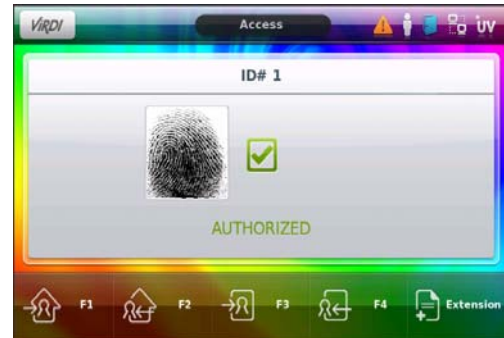 ViRDI Access UV
ID# 1
AUTHORIZED
F1 F2 F3 F4 Extension